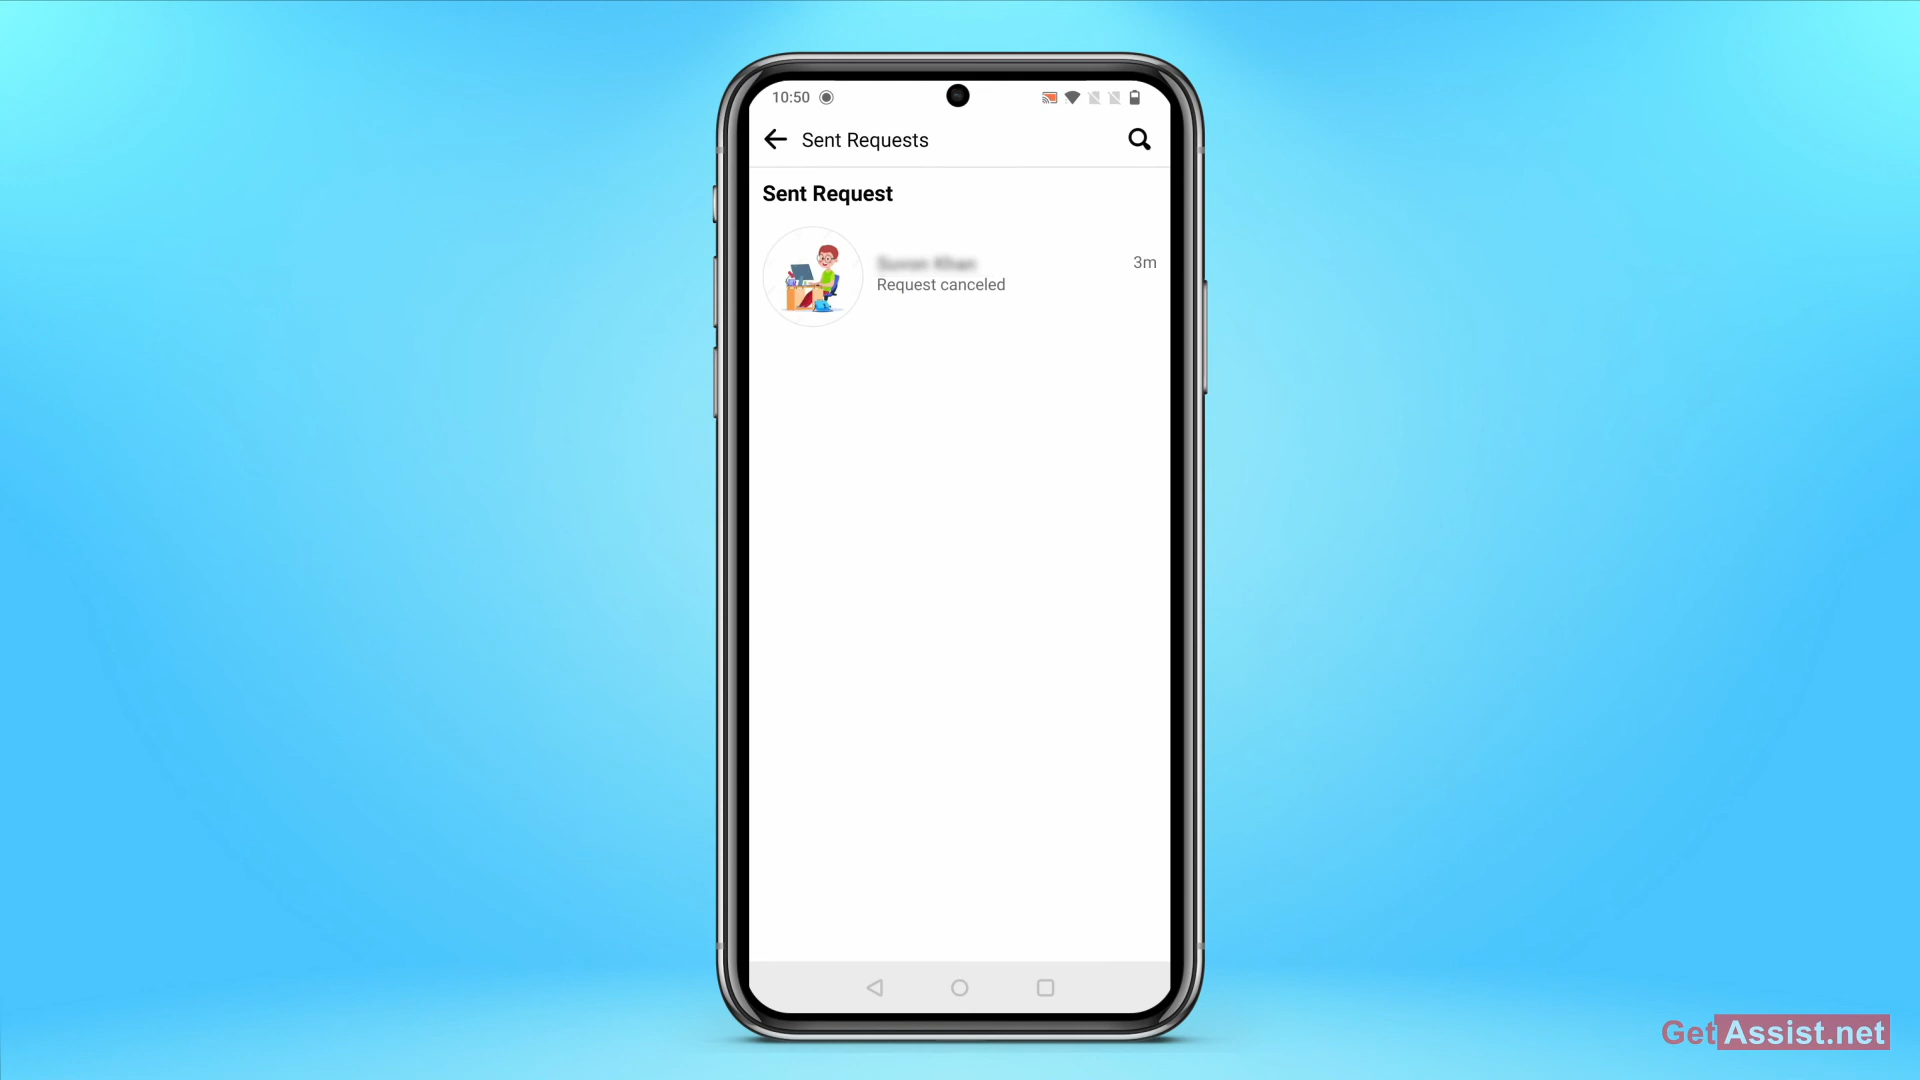 10:50
Sent Requests
Sent Request
3m
Request canceled
GetAssist.net